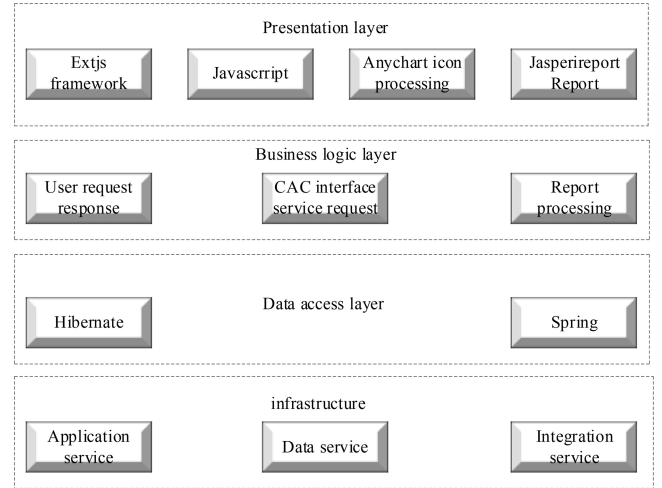 Presentation layer
Extjs
framework
Javascrript
Anychart icon
processing
Jasperireport
Report
Business logic layer
User request
response
CAC interface
service request
Report
processing
Data access layer
Hibernate
Spring
infrastructure
Application
service
Data service
Integration
service